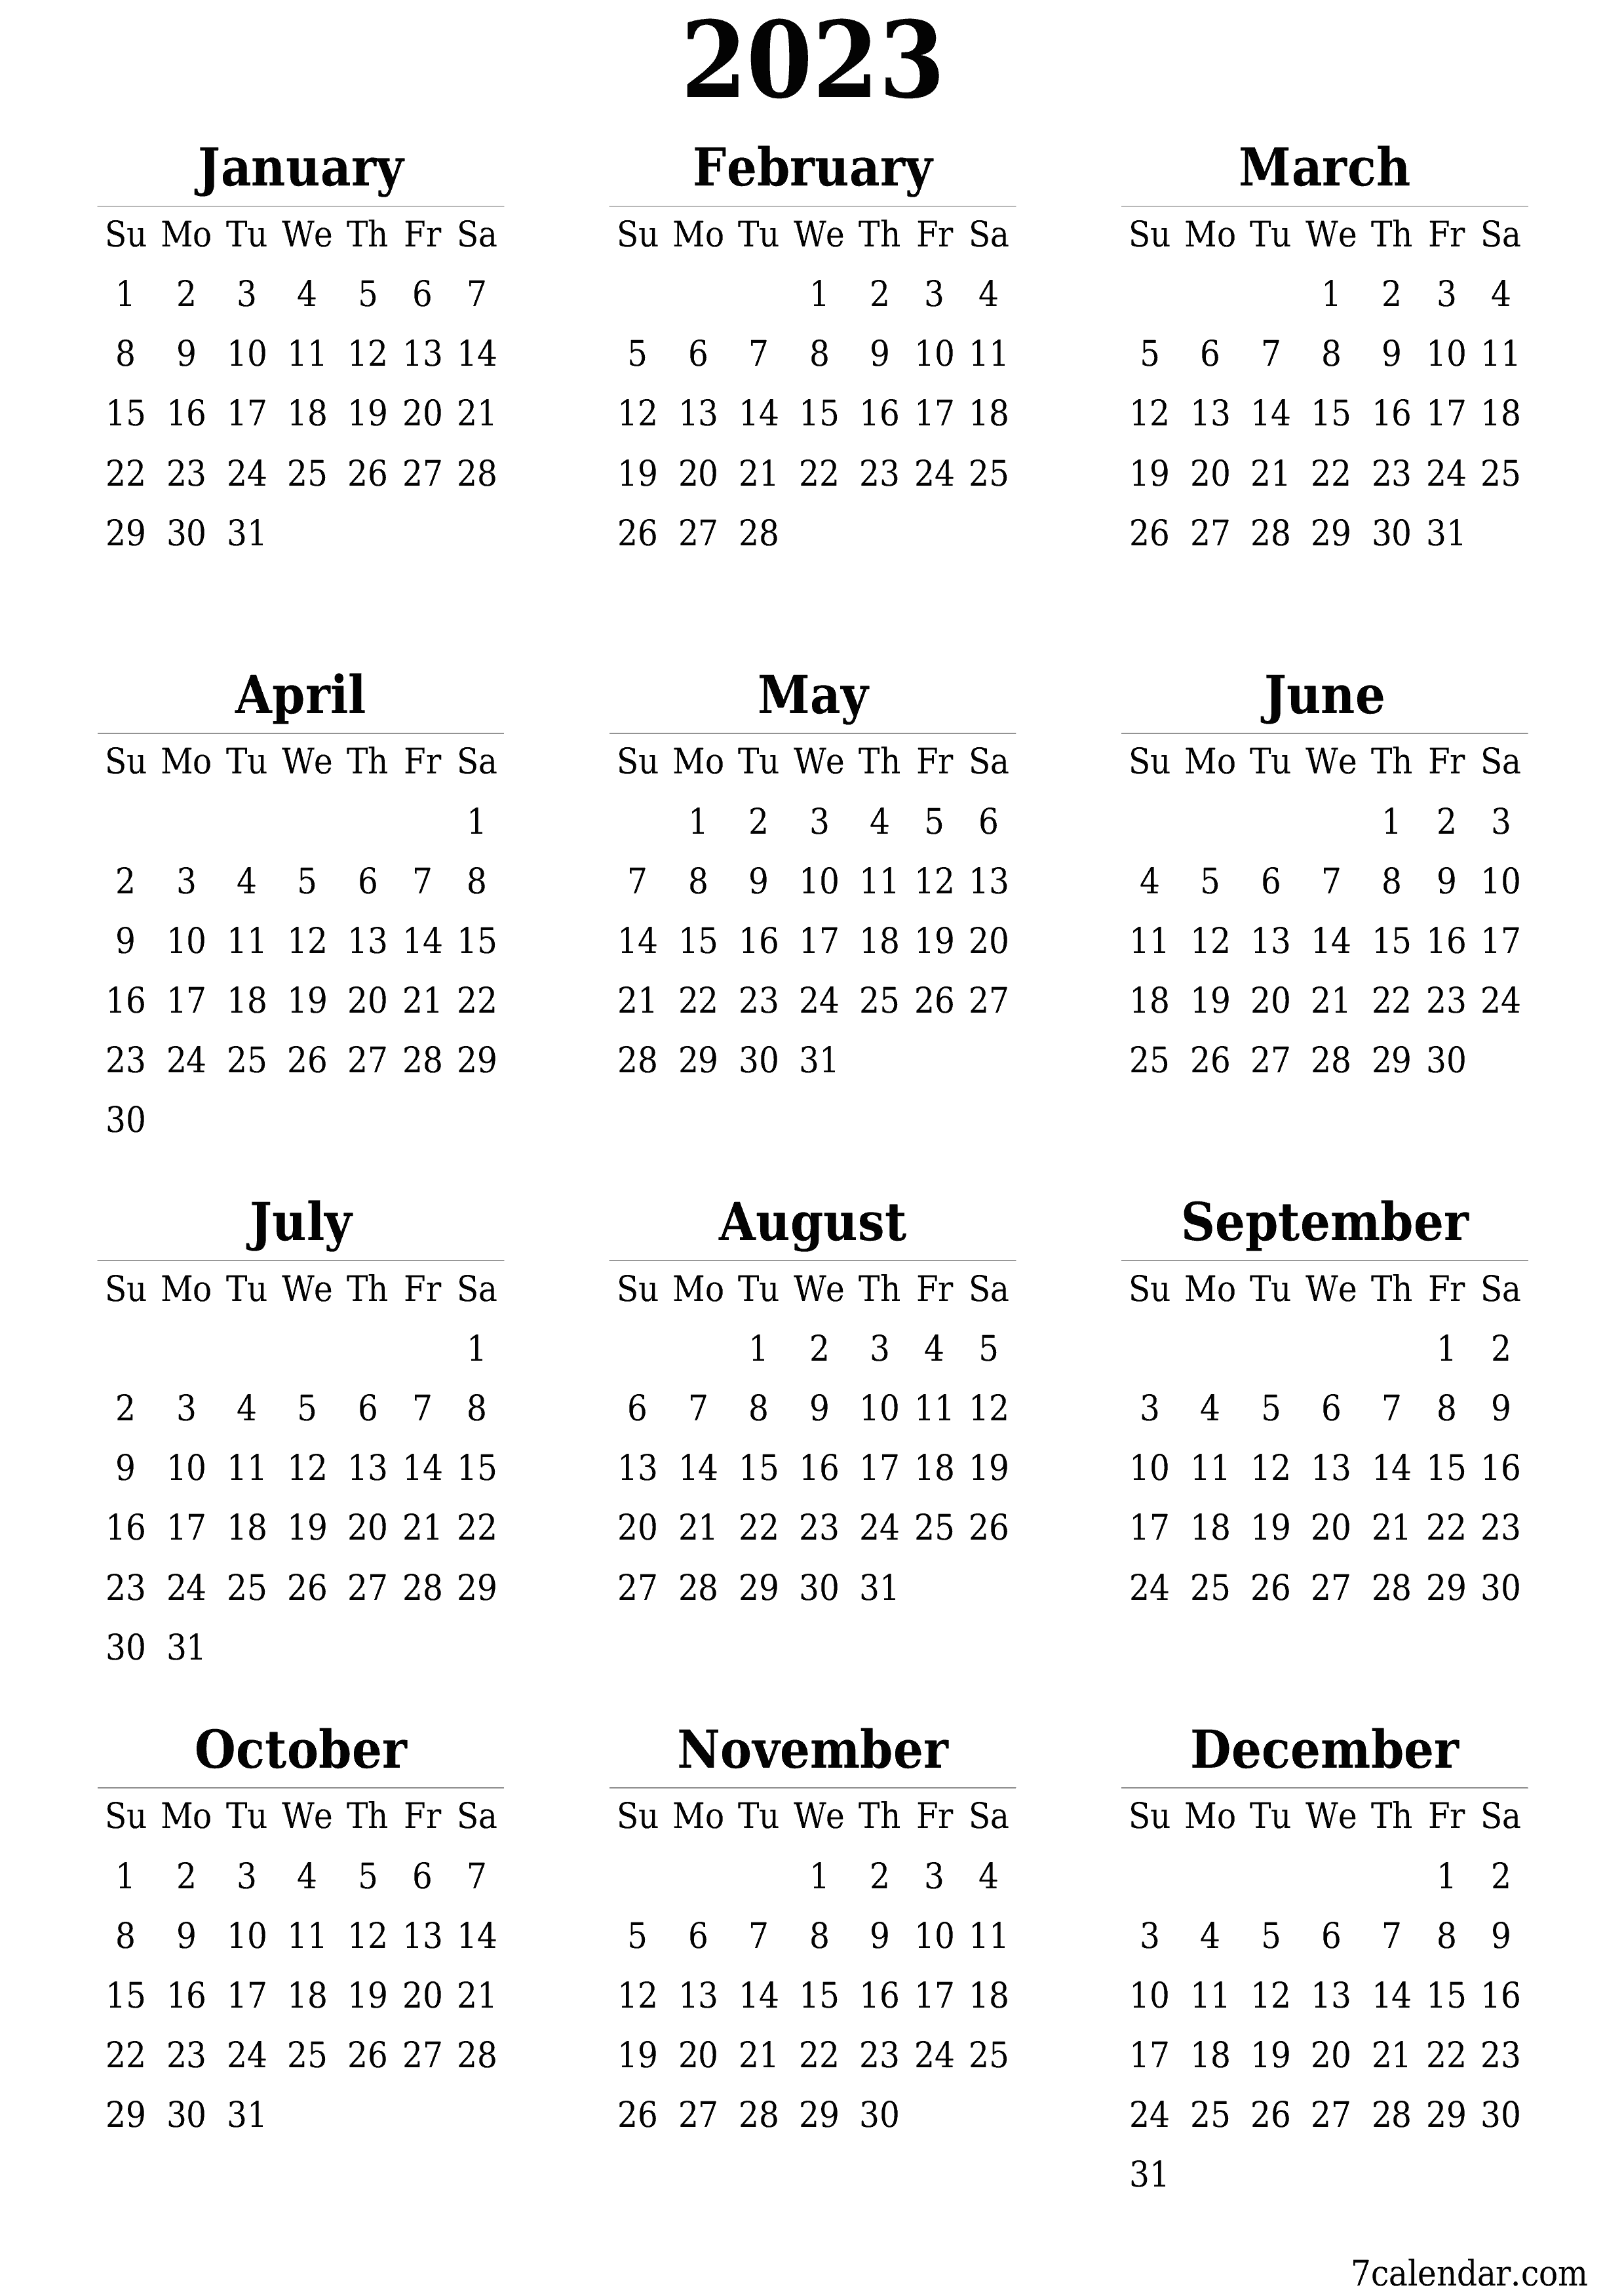 2023
January
Su Mo Tu We Th Fr Sa
1 2 3 4 5 6 7
8 9 10 11 12 13 14
15 16 17 18 19 20 21
22 23 24 25 26 27 28
29 30 31
February
Su Mo Tu We Th Fr Sa
1 2 3 4
5 6 7 8 9 10 11
12 13 14 15 16 17 18
19 20 21 22 23 24 25
26 27 28
March
Su Mo Tu We Th Fr Sa
1 2 3 4
5 6 7 8 9 10 11
12 13 14 15 16 17 18
19 20 21 22 23 24 25
26 27 28 29 30 31
April
Su Mo Tu We Th Fr Sa
1
2 3 4 5 6 7 8
9 10 11 12 13 14 15
16 17 18 19 20 21 22
23 24 25 26 27 28 29
30
May
Su Mo Tu We Th Fr Sa
1 2 3 4 5 6
7 8 9 10 11 12 13
14 15 16 17 18 19 20
21 22 23 24 25 26 27
28 29 30 31
June
Su Mo Tu We Th Fr Sa
1 2 3
4 5 6 7 8 9 10
11 12 13 14 15 16 17
18 19 20 21 22 23 24
25 26 27 28 29 30
July
Su Mo Tu We Th Fr Sa
1
2 3 4 5 6 7 8
9 10 11 12 13 14 15
16 17 18 19 20 21 22
23 24 25 26 27 28 29
30 31
August
Su Mo Tu We Th Fr Sa
1 2 3 4 5
6 7 8 9 10 11 12
13 14 15 16 17 18 19
20 21 22 23 24 25 26
27 28 29 30 31
September
Su Mo Tu We Th Fr Sa
1 2
3 4 5 6 7 8 9
10 11 12 13 14 15 16
17 18 19 20 21 22 23
24 25 26 27 28 29 30
October
Su Mo Tu We Th Fr Sa
1 2 3 4 5 6 7
8 9 10 11 12 13 14
15 16 17 18 19 20 21
22 23 24 25 26 27 28
29 30 31
November
Su Mo Tu We Th Fr Sa
1 2 3 4
5 6 7 8 9 10 11
12 13 14 15 16 17 18
19 20 21 22 23 24 25
26 27 28 29 30
December
Su Mo Tu We Th Fr Sa
1 2
3 4 5 6 7 8 9
10 11 12 13 14 15 16
17 18 19 20 21 22 23
24 25 26 27 28 29 30
31
7calendar.com